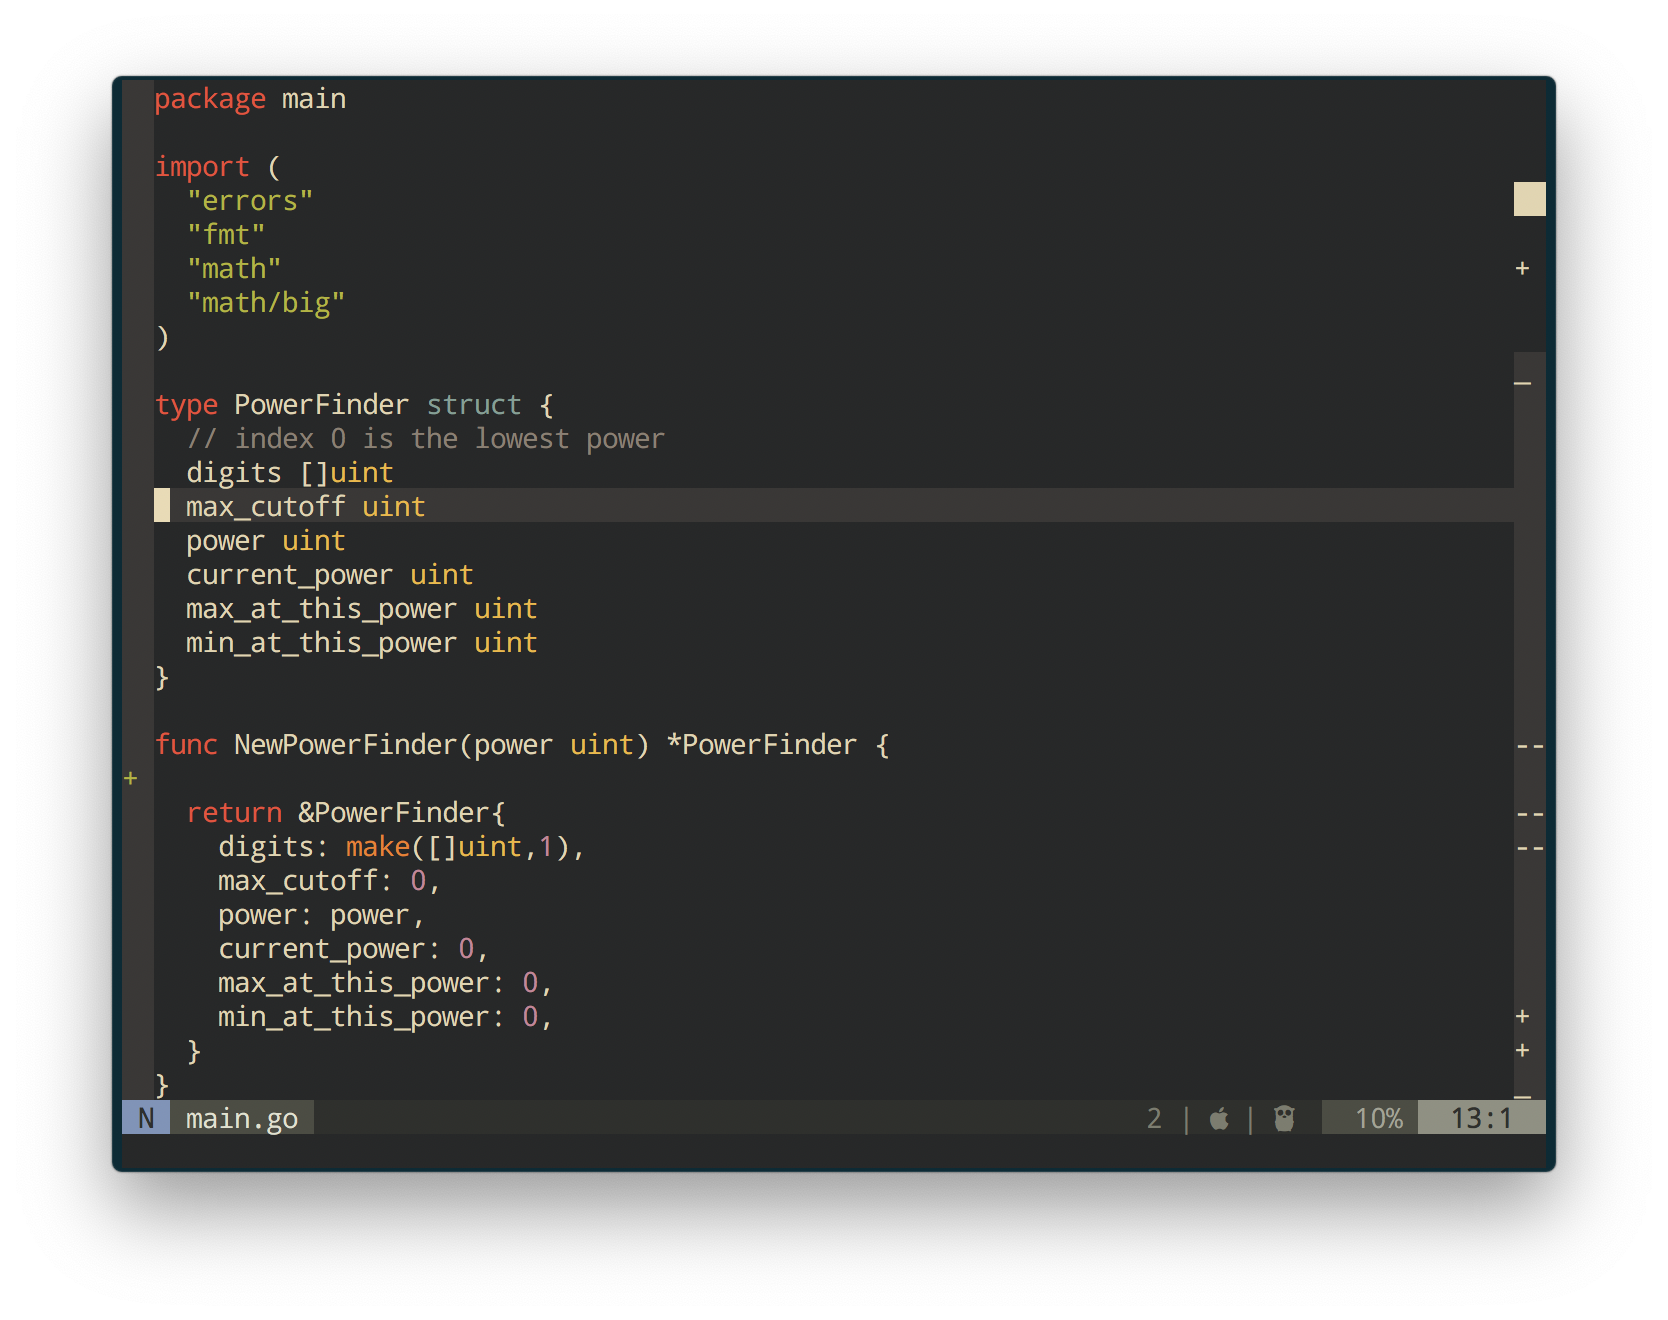 package main

import (
  "errors"
  "fmt"
  "math"
  "math/big"
)

type PowerFinder struct {
  // index 0 is the lowest power
  digits []uint
  max_cutoff uint
  power uint
  current_power uint
  max_at_this_power uint
  min_at_this_power uint
}

func NewPowerFinder(power uint) *PowerFinder {
+
  return &PowerFinder{
    digits: make([]uint,1),
    max_cutoff: 0,
    power: power,
    current_power: 0,
    max_at_this_power: 0,
    min_at_this_power: 0,
  }
}
N main.go 2 | | 10% 13:1